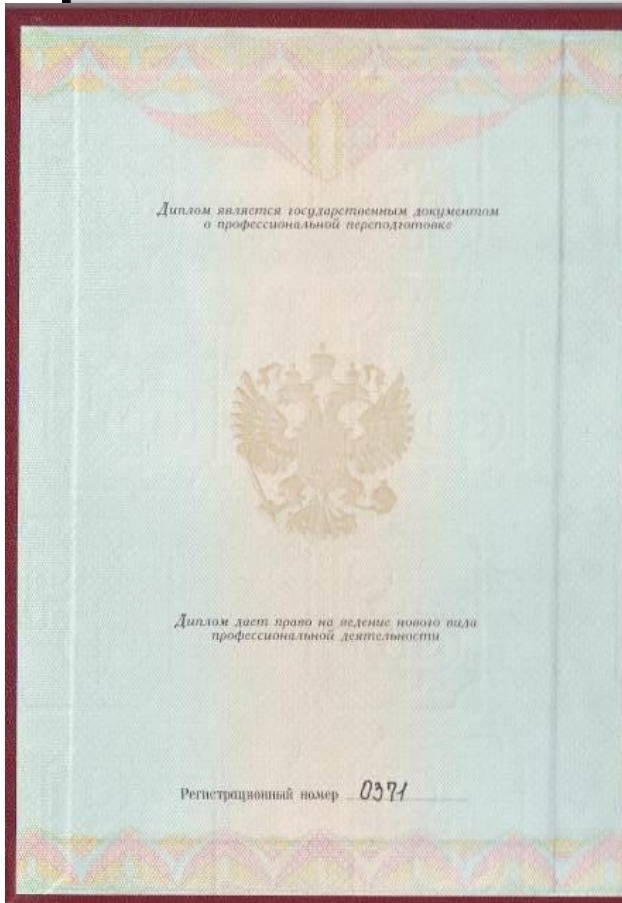 Диплом является государственным документом
о профессиональной переподготовке
Диплом дает право на ведение нового вида
профессиональной деятельности
Регистрационный номер 0371